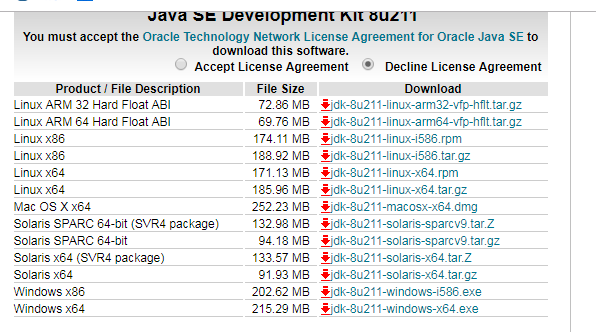 Java SE Development Kit 8u211
You must accept the Oracle Technology Network License Agreement for Oracle Java SE to
download this software.
Accept License Agreement Decline License Agreement
Product / File Description File Size Download
Linux ARM 32 Hard Float ABI 72.86 MB jdk-8u211-linux-arm32-vfp-hflt.tar.gz
Linux ARM 64 Hard Float ABI 69.76 MB jdk-8u211-linux-arm64-vfp-hflt.tar.gz
Linux x86 174.11 MB jdk-8u211-linux-i586.rpm
Linux x86 188.92 MB jdk-8u211-linux-i586.tar.gz
Linux x64 171.13 MB jdk-8u211-linux-x64.rpm
Linux x64 185.96 MB jdk-8u211-linux-x64.tar.gz
Mac OS X x64 252.23 MB jdk-8u211-macosx-x64.dmg
Solaris SPARC 64-bit (SVR4 package) 132.98 MB jdk-8u211-solaris-sparcv9.tar.Z
Solaris SPARC 64-bit 94.18 MB jdk-8u211-solaris-sparcv9.tar.gz
Solaris x64 (SVR4 package) 133.57 MB jdk-8u211-solaris-x64.tar.Z
Solaris x64 91.93 MB jdk-8u211-solaris-x64.tar.gz
Windows x86 202.62 MB jdk-8u211-windows-i586.exe
Windows x64 215.29 MB jdk-8u211-windows-x64.exe